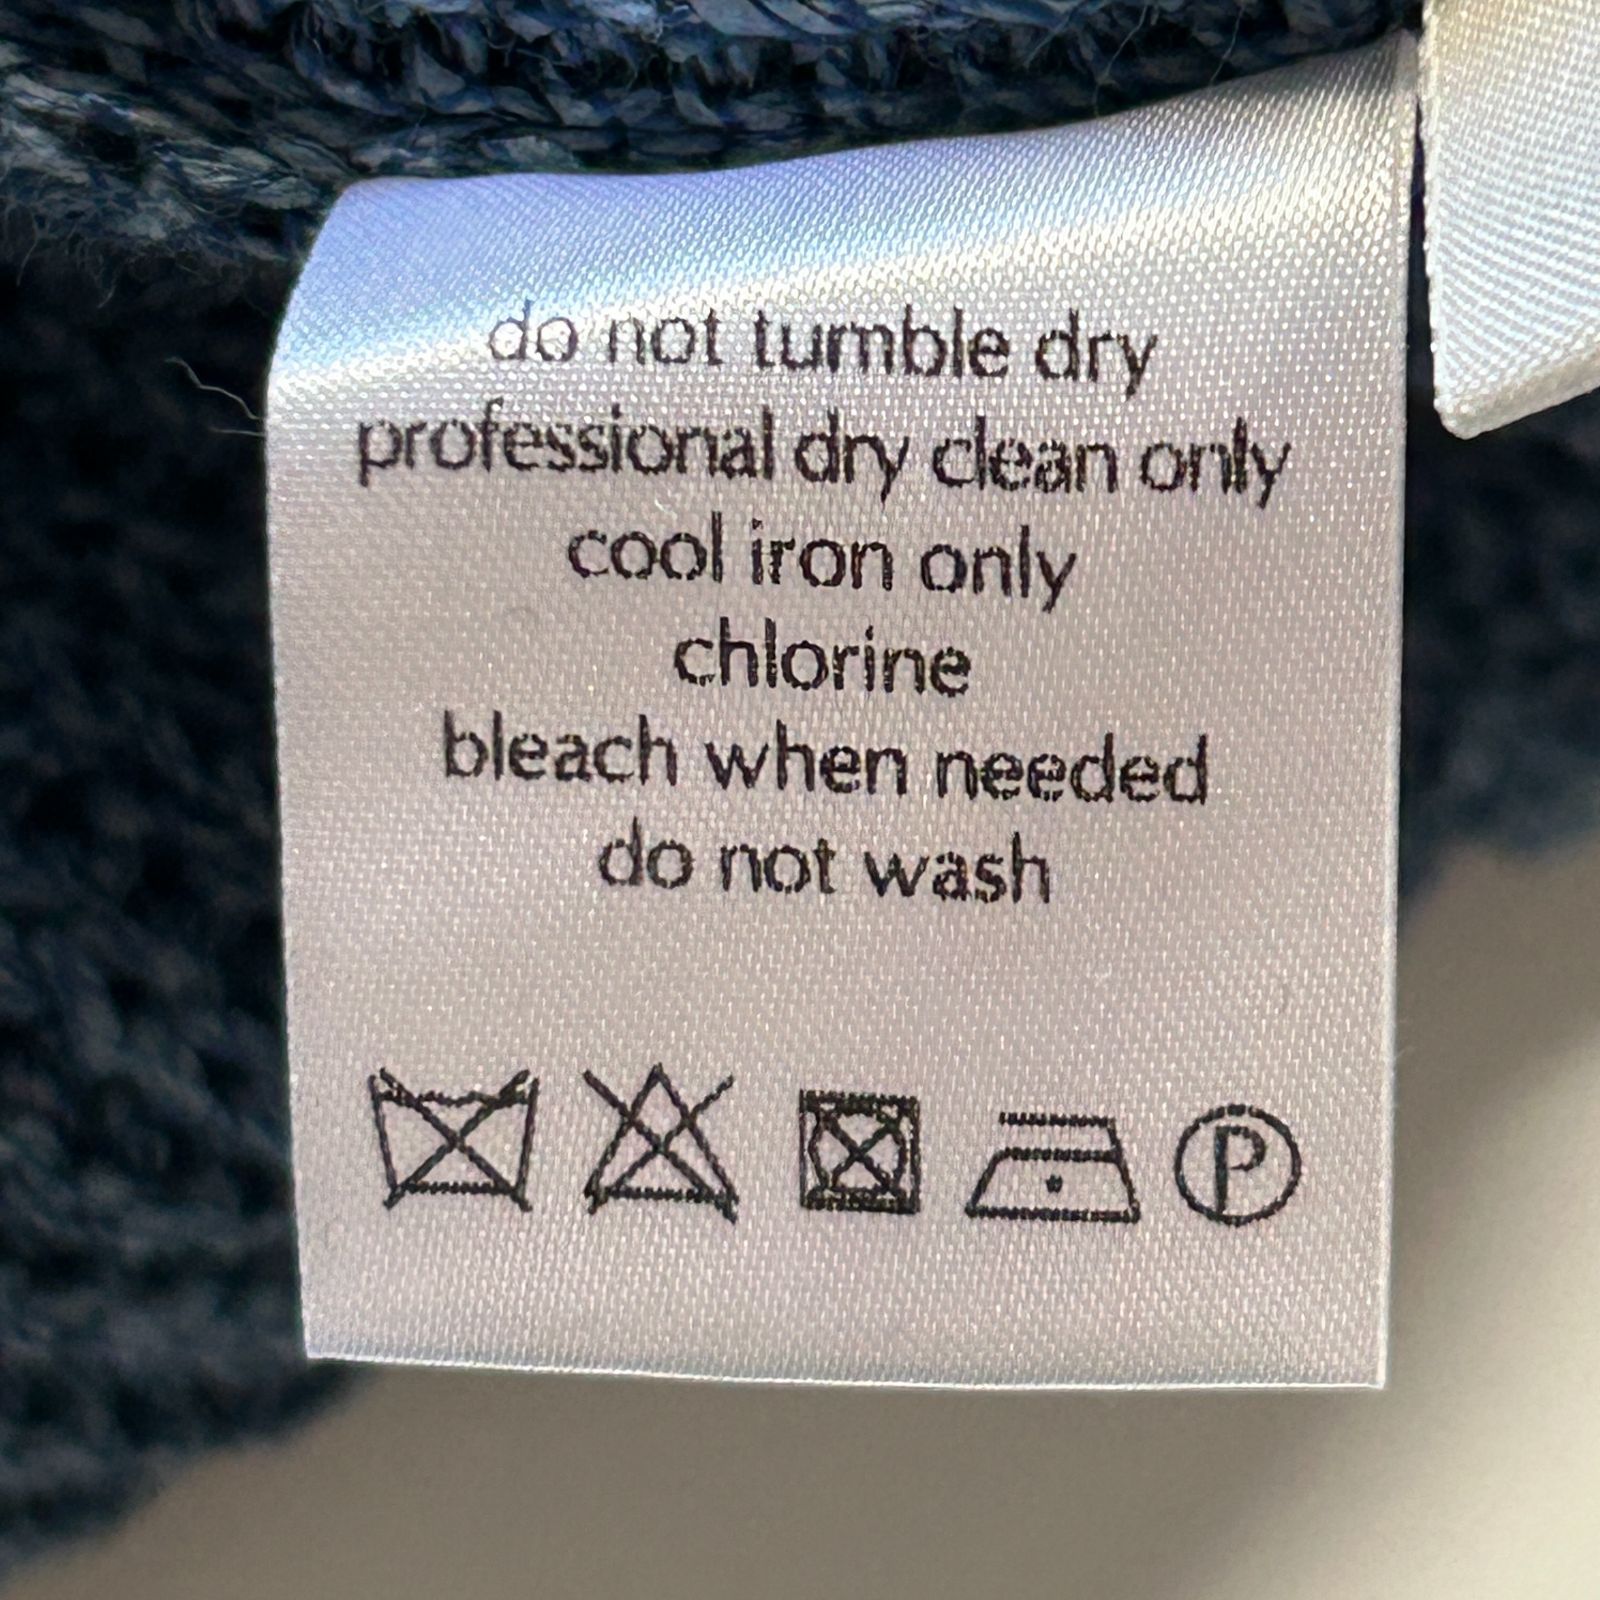 do not tumble dry
professional dry clean only
cool iron only
chlorine
bleach when needed
do not wash
P